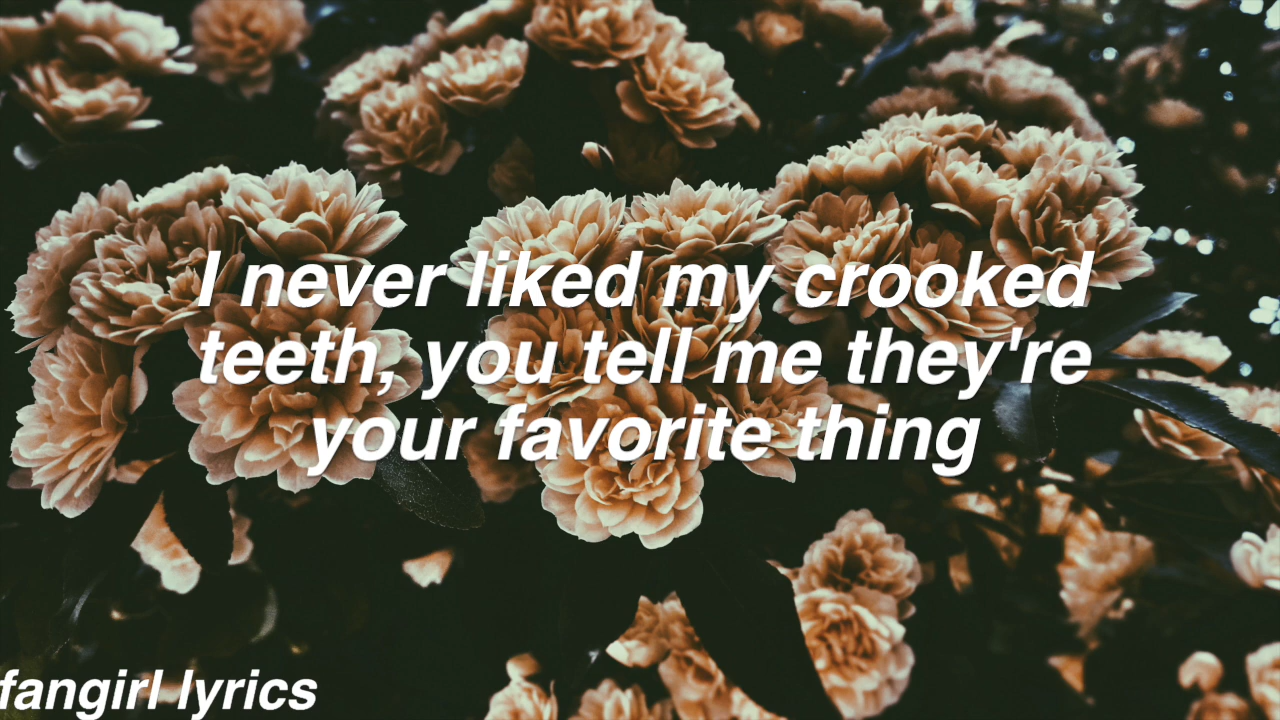 I never liked my crooked
teeth, you tell me they're
your favorite thing
fangirl lyrics